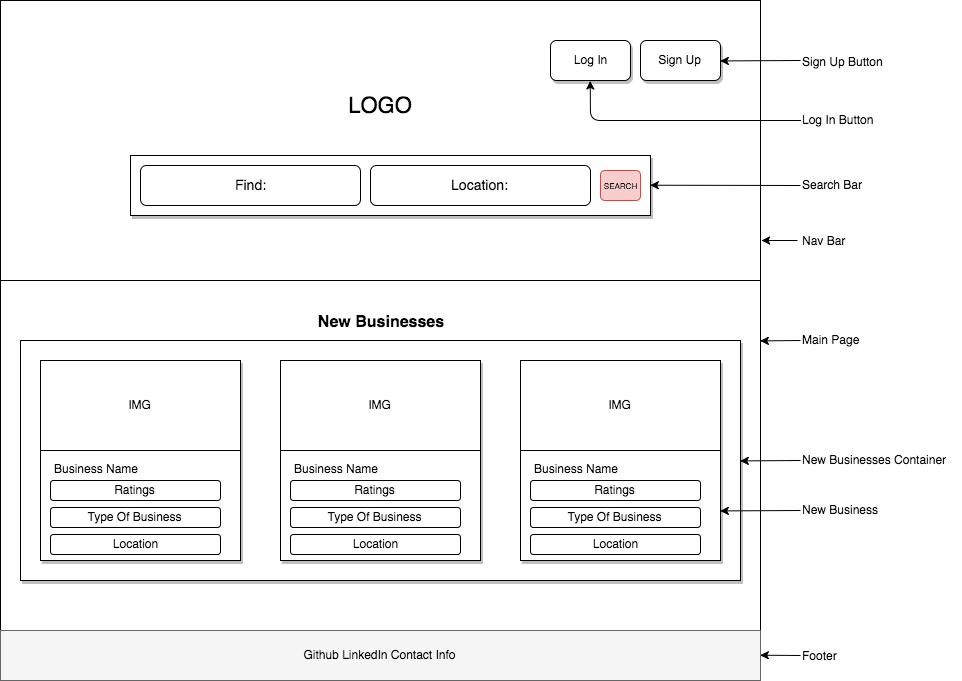 Log In
Sign Up
Sign Up Button
LOGO
Log In Button
Find:
Location:
SEARCH
Search Bar
Nav Bar
New Businesses
Main Page
IMG
IMG
IMG
Business Name
Business Name
Business Name
New Businesses Container
Ratings
Ratings
Ratings
Type Of Business
Type Of Business
Type Of Business
New Business
Location
Location
Location
Github LinkedIn Contact Info
Footer